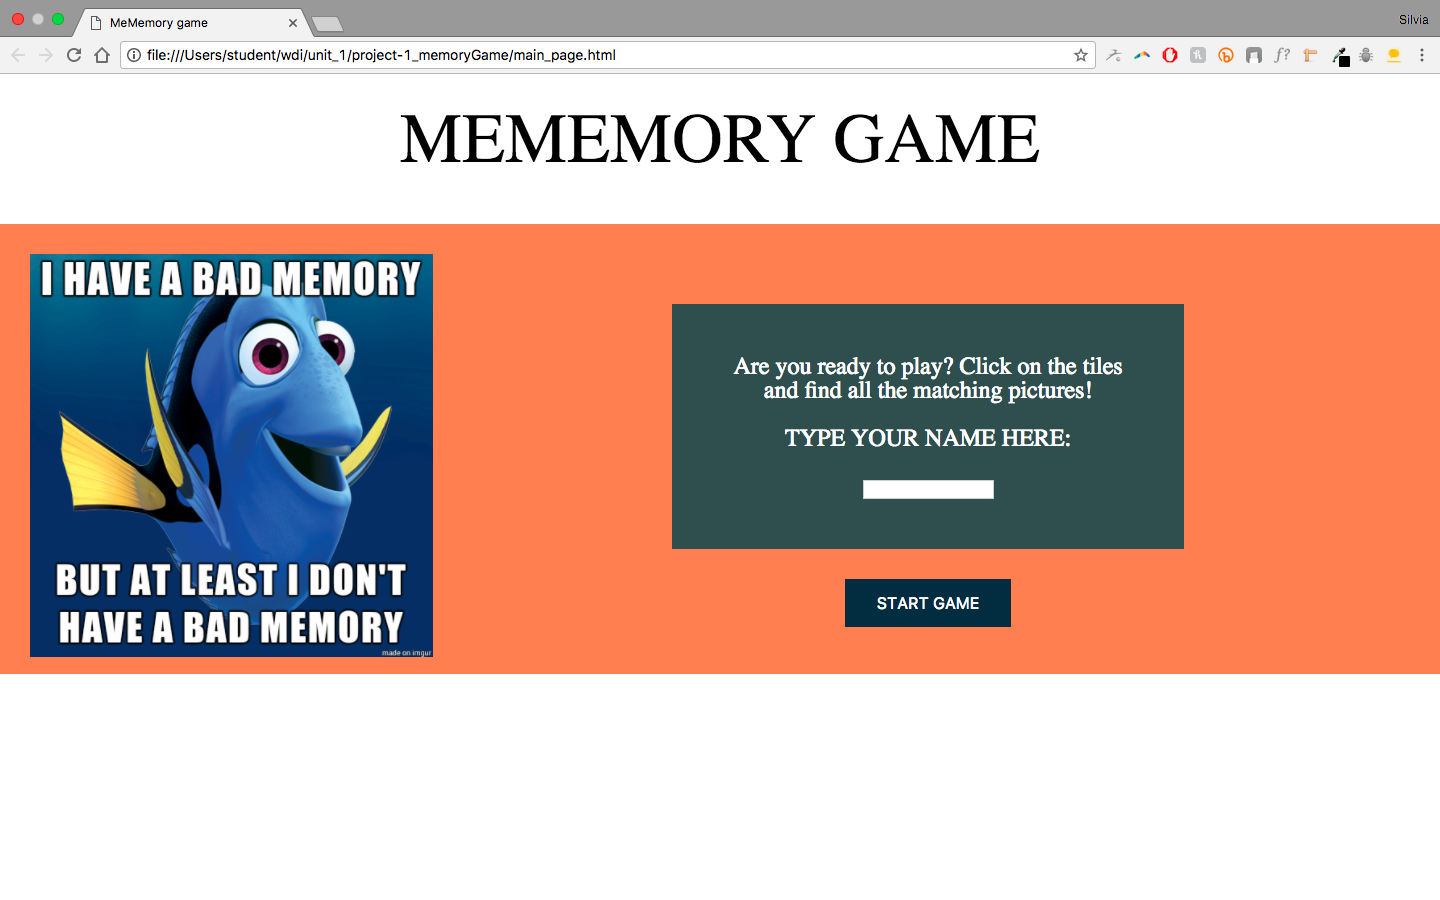 MeMemory game
Silvia
file:///Users/student/wdi/unit_1/project-1_memoryGame/main_page.html
f?
MEMEMORY GAME
I HAVE A BAD MEMORY
BUT AT LEAST I DON'T
HAVE A BAD MEMORY
made on imgur
Are you ready to play? Click on the tiles
and find all the matching pictures!
TYPE YOUR NAME HERE:
START GAME